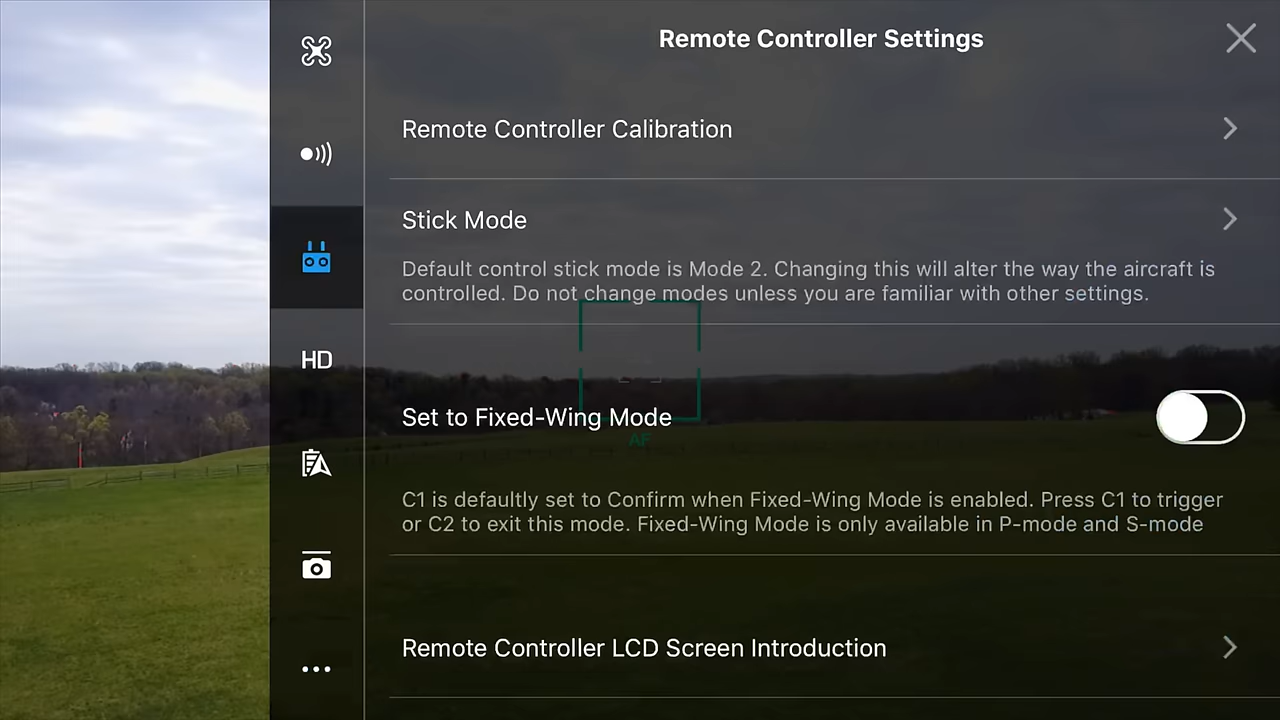 Remote Controller Settings
Remote Controller Calibration
Stick Mode
Default control stick mode is Mode 2. Changing this will alter the way the aircraft is
controlled. Do not change modes unless you are familiar with other settings.
HD
Set to Fixed-Wing Mode
AF
C1 is defaultly set to Confirm when Fixed-Wing Mode is enabled. Press C1 to trigger
or C2 to exit this mode. Fixed-Wing Mode is only available in P-mode and S-mode
Remote Controller LCD Screen Introduction